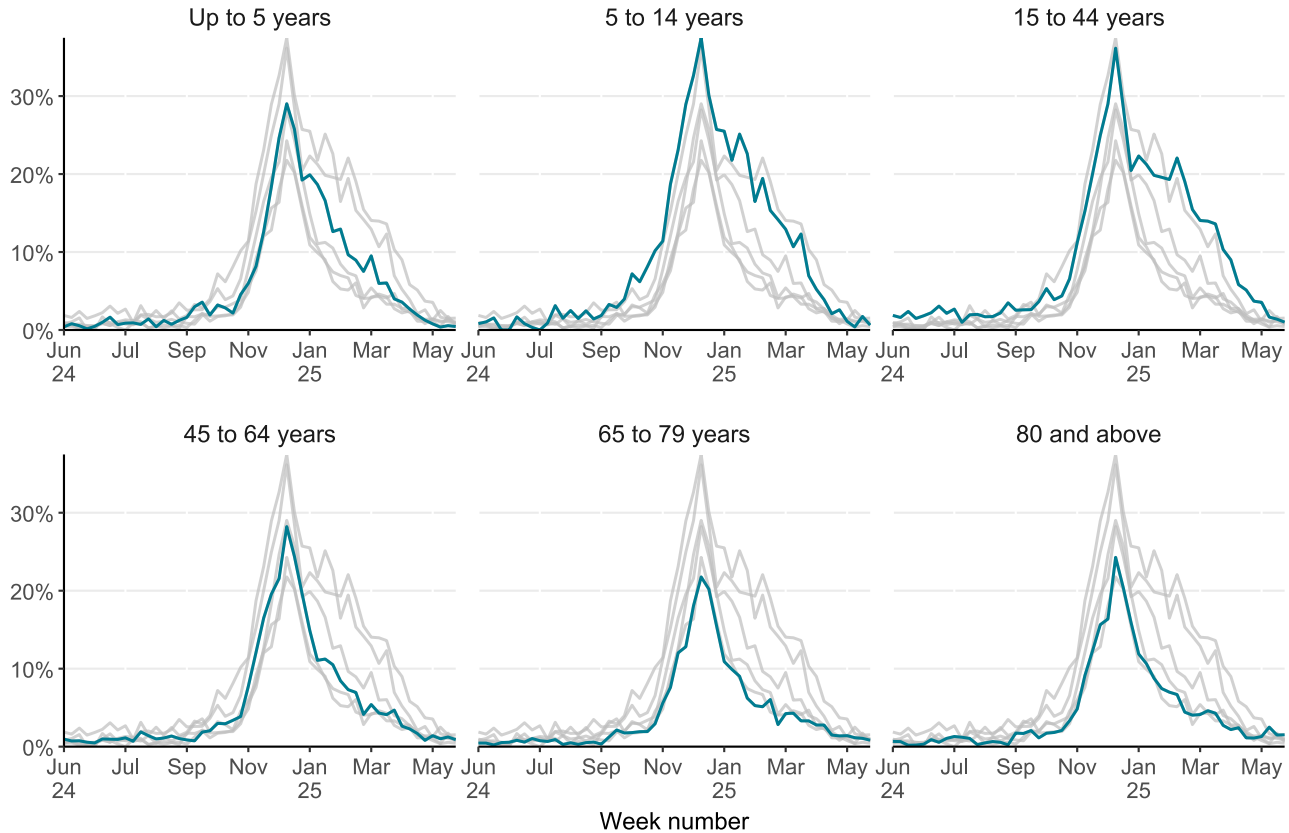 Up to 5 years 5 to 14 years 15 to 44 years
30%
20%
10%
0%
Jun Jul Sep Nov Jan Mar May Jun Jul Sep Nov Jan Mar May Jun Jul Sep Nov Jan Mar May
24 25 24 25 24 25
45 to 64 years 65 to 79 years 80 and above
30%
20%
10%
0%
Jun Jul Sep Nov Jan Mar May Jun Jul Sep Nov Jan Mar May Jun Jul Sep Nov Jan Mar May
24 25 24 25 24 25
Week number